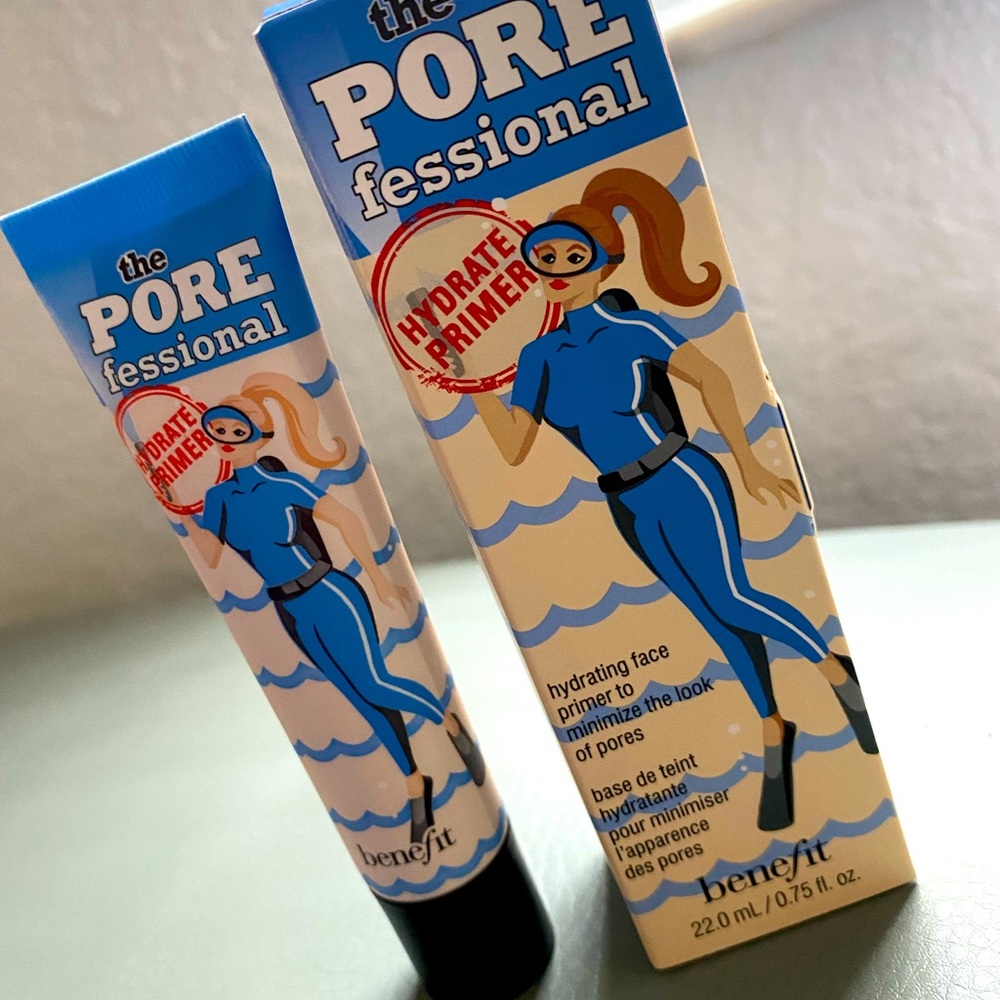 the
PORE
fessional
HYDRATE
PRIMER
benefit
the
PORE
fessional
HYDRATE
PRIMER
hydrating face
primer to
minimize the look
of pores
base de teint
hydratante
pour minimiser
l'apparence
des pores
benefit
22.0 mL / 0.75 fl. oz.